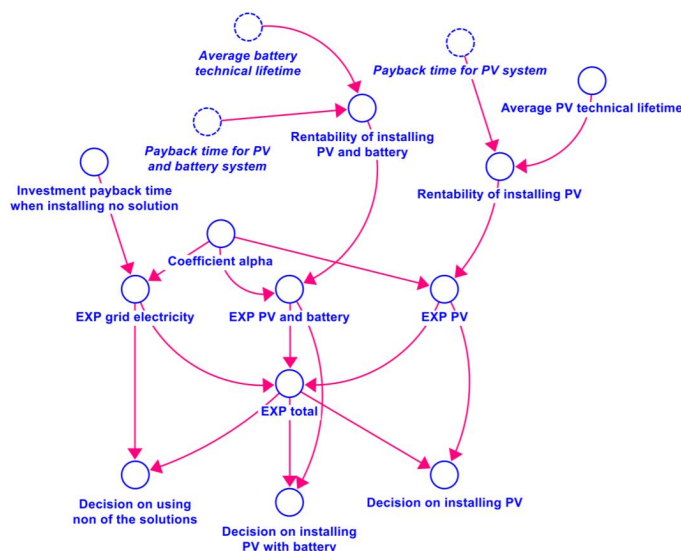 Average battery
technical lifetime
Payback time for PV system
Average PV technical lifetime
Payback time for PV
and battery system
Rentability of installing
PV and battery
Investment payback time
when installing no solution
Rentability of installing PV
Coefficient alpha
EXP grid electricity
EXP PV and battery
EXP PV
EXP total
Decision on using
non of the solutions
Decision on installing
PV with battery
Decision on installing PV